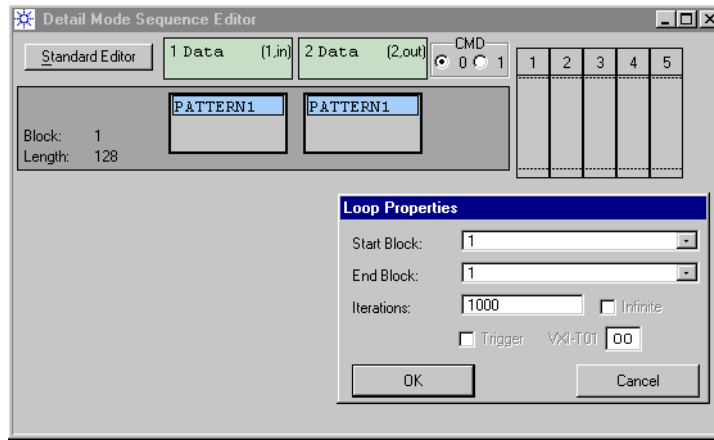 Detail Mode Sequence Editor
Standard Editor
1 Data (1,in)
2 Data (2,out)
CMD
0 1
1 2 3 4 5
PATTERN1 PATTERN1
Block: 1
Length: 128
Loop Properties
Start Block: 1
End Block: 1
Iterations: 1000 Infinite
Trigger VXI-T01 00
OK Cancel